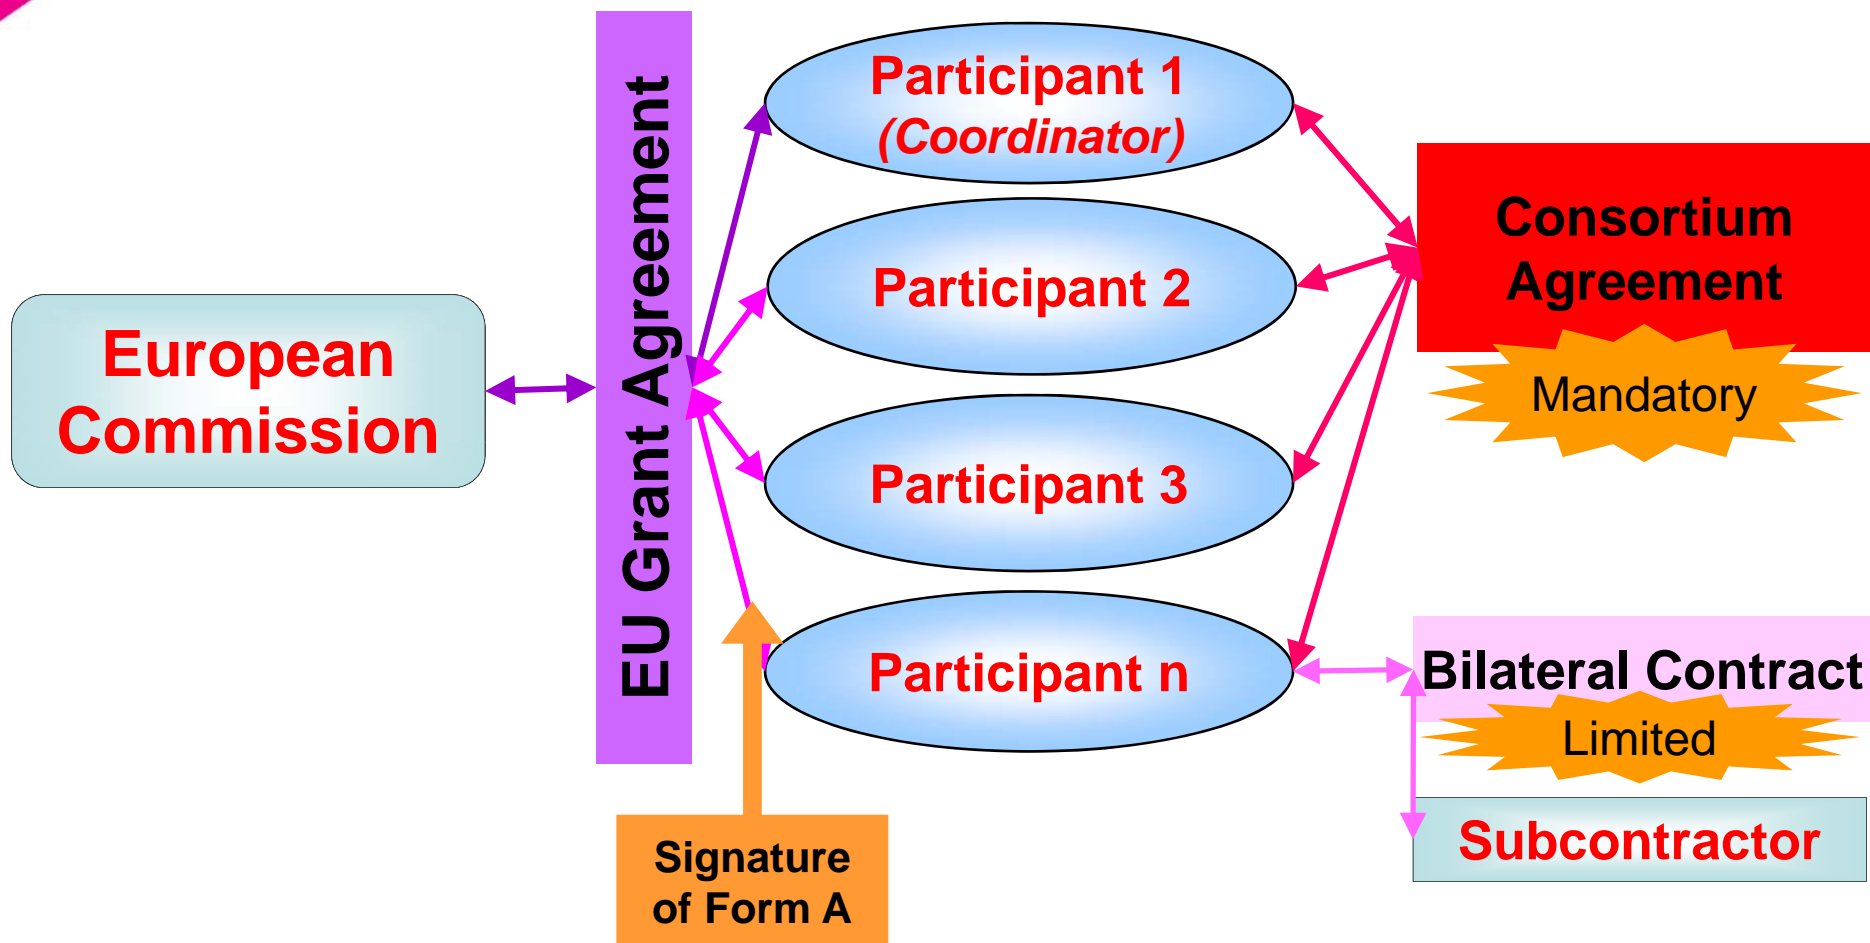 European
Commission
EU Grant Agreement
Participant 1
(Coordinator)
Participant 2
Participant 3
Participant n
Consortium
Agreement
Mandatory
Bilateral Contract
Limited
Subcontractor
Signature
of Form A